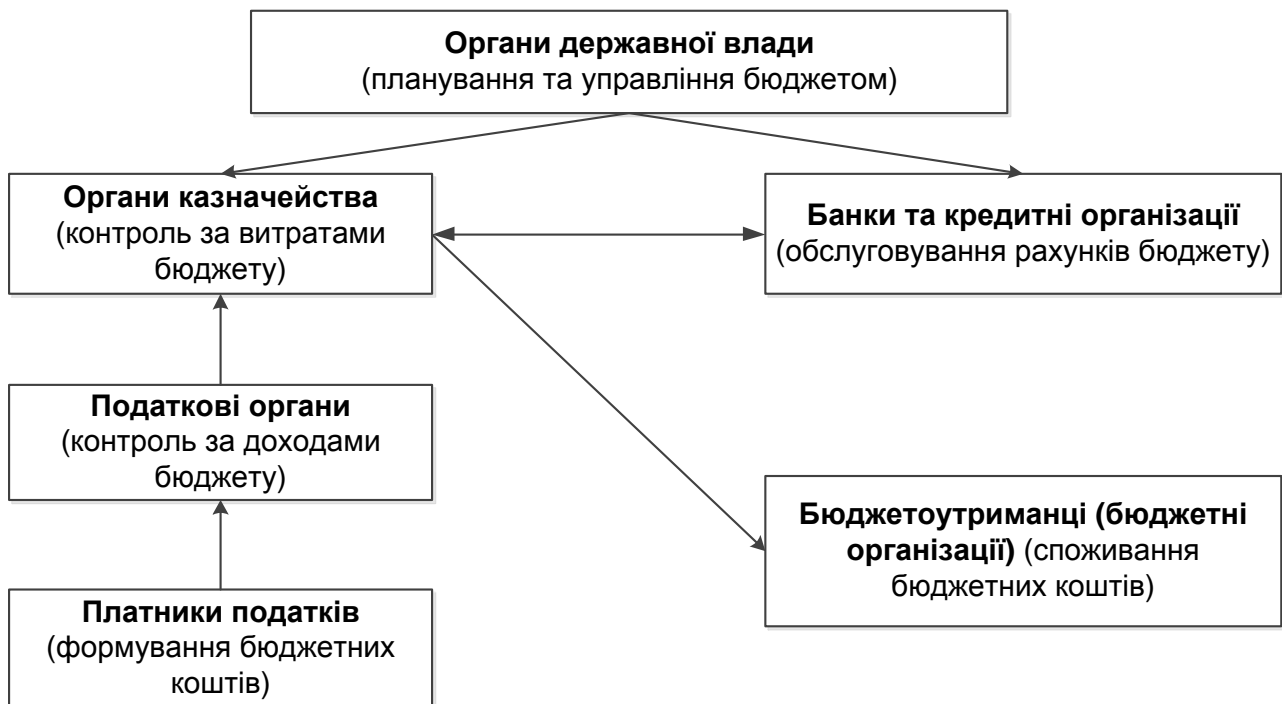 Органи державної влади
(планування та управління бюджетом)
Органи казначейства
(контроль за витратами
бюджету)
Банки та кредитні організації
(обслуговування рахунків бюджету)
Податкові органи
(контроль за доходами
бюджету)
Бюджетоутриманці (бюджетні
організації) (споживання
бюджетних коштів)
Платники податків
(формування бюджетних
коштів)